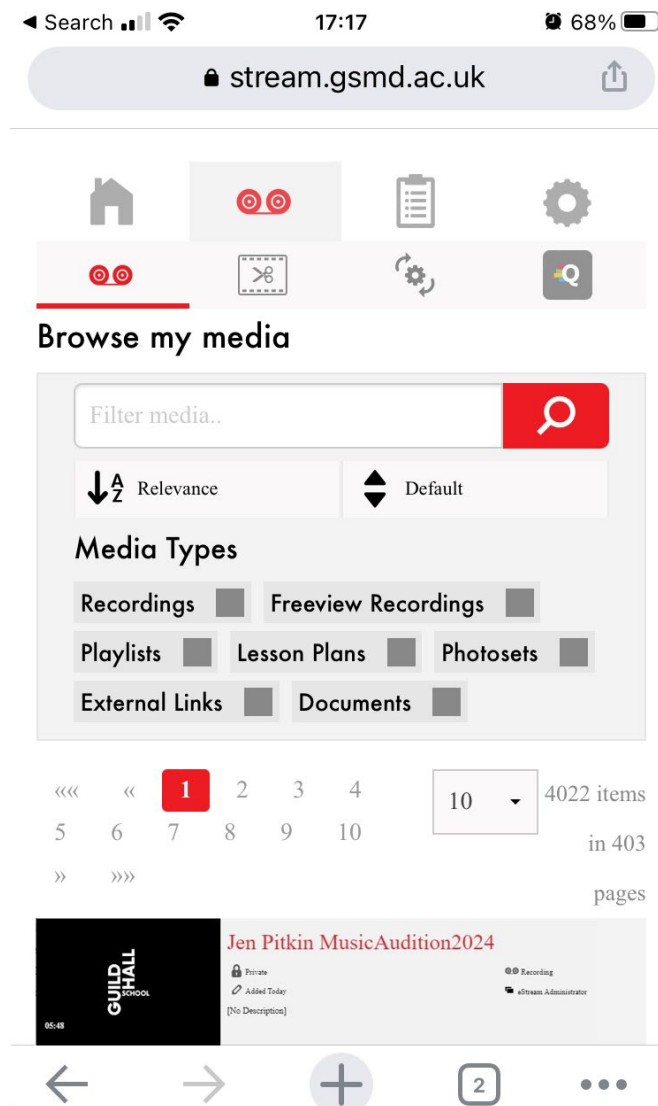 ◄ Search 17:17 68%
stream.gsmd.ac.uk
Q
Browse my media
Filter media..
A
Z Relevance Default
Media Types
Recordings Freeview Recordings
Playlists Lesson Plans Photosets
External Links Documents
«« « 1 2 3 4 10 4022 items
5 6 7 8 9 10 in 403
» »» pages
Jen Pitkin MusicAudition2024
GUILD
HALL
SCHOOL
Private Recording
Added Today eStream Administrator
[No Description]
05:48
2